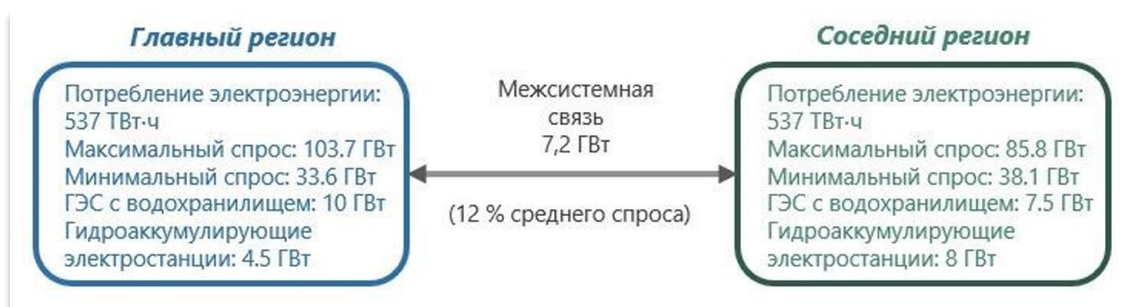 Главный регион
Потребление электроэнергии:
537 ТВт·ч
Максимальный спрос: 103.7 ГВт
Минимальный спрос: 33.6 ГВт
ГЭС с водохранилищем: 10 ГВт
Гидроаккумулирующие
электростанции: 4.5 ГВт
Межсистемная
связь
7,2 ГВт
(12 % среднего спроса)
Соседний регион
Потребление электроэнергии:
537 ТВт·ч
Максимальный спрос: 85.8 ГВт
Минимальный спрос: 38.1 ГВт
ГЭС с водохранилищем: 7.5 ГВт
Гидроаккумулирующие
электростанции: 8 ГВт